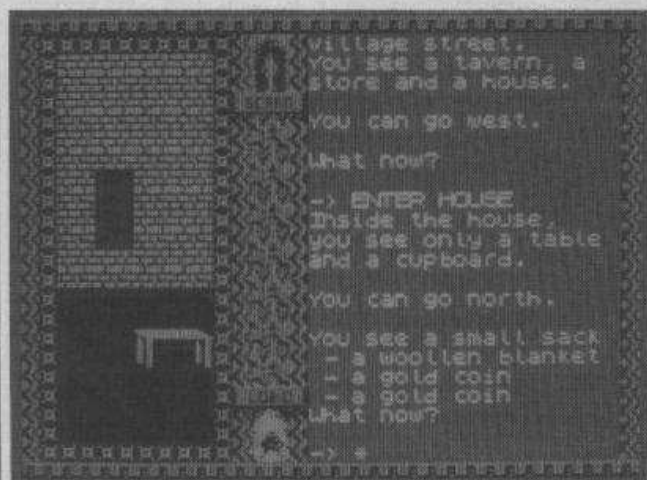 village street.
You see a tavern, a
store and a house.
You can go west.
What now?
-> ENTER HOUSE
Inside the house,
you see only a table
and a cupboard.
You can go north.
You see a small sack
- a woollen blanket
- a gold coin
- a gold coin
What now?
-> *